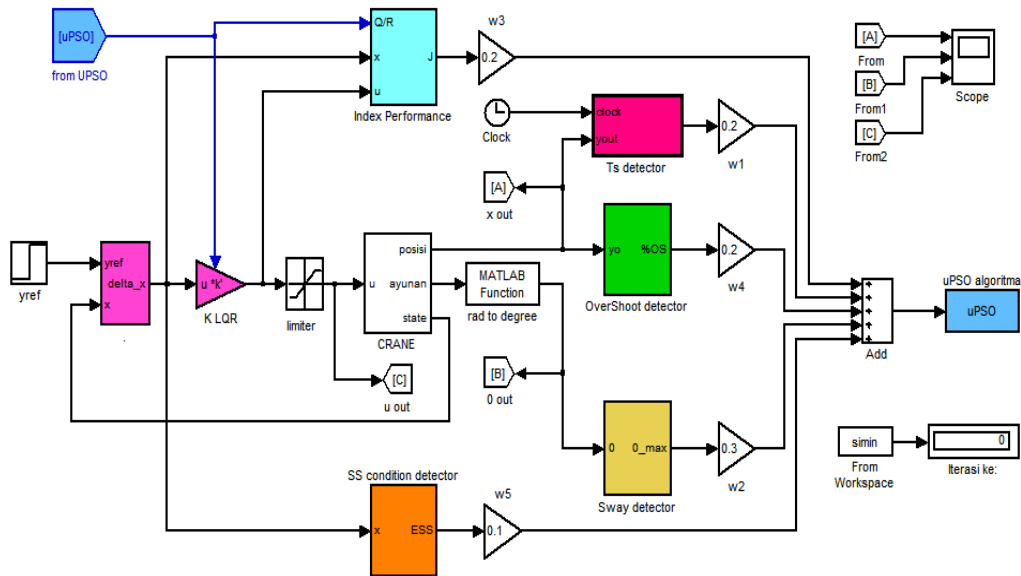 [uPSO]
from UPSO
Q/R
x
u
J
Index Performance
w3
0.2
[A]
From
[B]
From1
[C]
From2
Scope
Clock
clock
yout
Ts detector
0.2
w1
[A]
x out
yref
yref
delta_x
x
.
u *k'
K LQR
limiter
u
posisi
ayunan
state
CRANE
MATLAB
Function
rad to degree
yo
%OS
OverShoot detector
0.2
w4
+
+
+
+
+
Add
uPSO algoritma
uPSO
[C]
u out
[B]
0 out
0
0_max
Sway detector
0.3
w2
simin
From
Workspace
0
Iterasi ke:
SS condition detector
x
ESS
w5
0.1